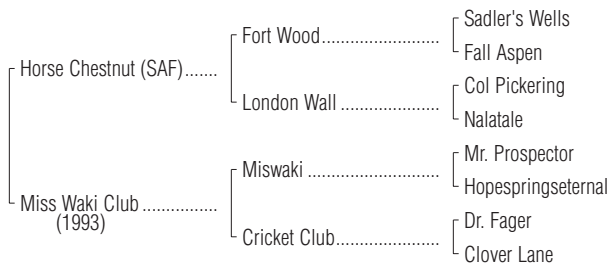 Sadler's Wells
Fort Wood........................
Fall Aspen
Horse Chestnut (SAF).......
Col Pickering
London Wall ....................
Nalatale
Mr. Prospector
Miswaki ...........................
Hopespringseternal
Miss Waki Club ...............
(1993)
Dr. Fager
Cricket Club.....................
Clover Lane